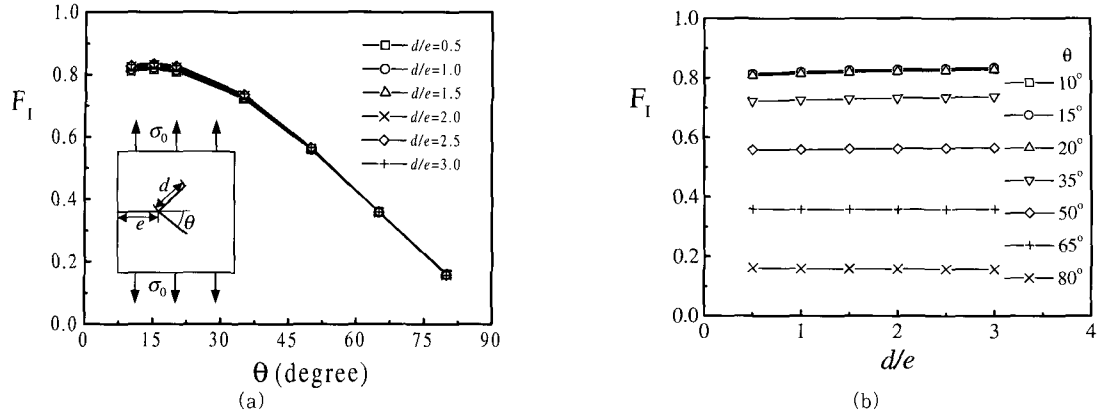 1.0
0.8
0.6
0.4
0.2
0.0
F_I
0
15
30
45
60
75
90
θ (degree)
d/e=0.5
d/e=1.0
d/e=1.5
d/e=2.0
d/e=2.5
d/e=3.0
σ₀
d
e
θ
σ₀
(a)
1.0
0.8
0.6
0.4
0.2
0.0
F_I
0
1
2
3
4
d/e
θ
10°
15°
20°
35°
50°
65°
80°
(b)